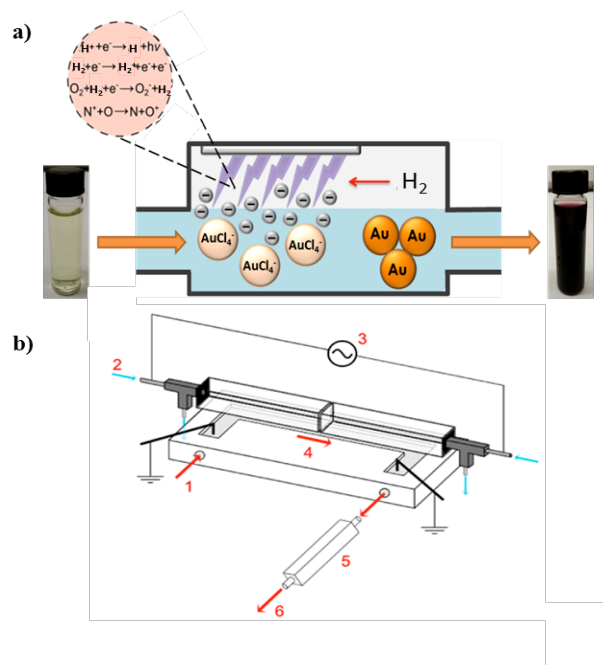 a)
H⁺+e⁻→H +hν
H₂+e⁻→H₂⁺+e⁻+e⁻
O₂+H₂+e⁻→O₂⁻+H₂
N⁺+O→N+O⁺
H₂
AuCl₄⁻
AuCl₄⁻
AuCl₄⁻
Au
Au
Au
b)
3
2
4
1
5
6